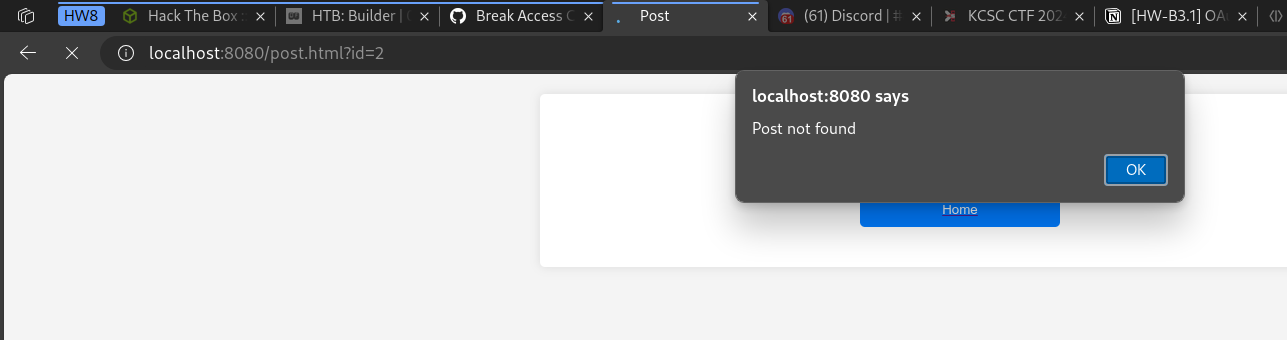 HW8
Hack The Box ::
HTB: Builder |
Break Access C
Post
(61) Discord | #
61
KCSC CTF 202
[HW-B3.1] OA
localhost:8080/post.html?id=2
localhost:8080 says
Post not found
OK
Home